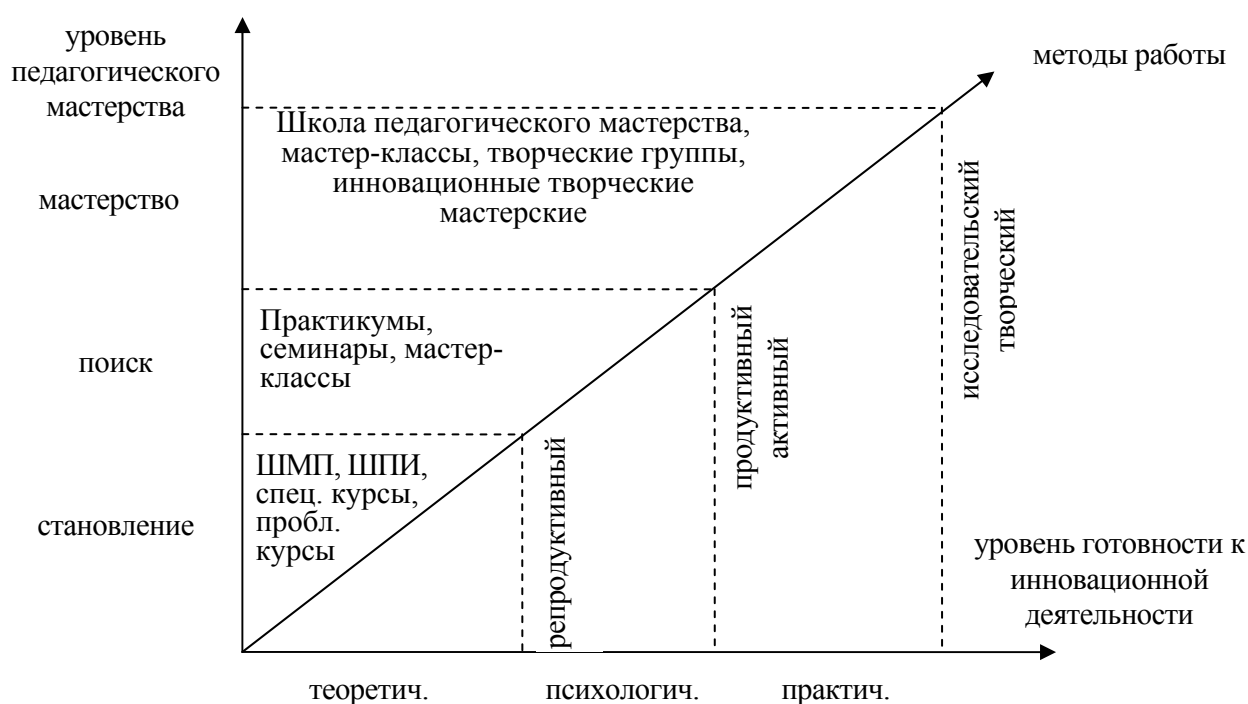 уровень
педагогического
мастерства
методы работы
Школа педагогического мастерства,
мастер-классы, творческие группы,
инновационные творческие
мастерские
мастерство
исследовательский
творческий
Практикумы,
семинары, мастер-
классы
поиск
продуктивный
активный
ШМП, ШПИ,
спец. курсы,
пробл.
курсы
становление
репродуктивный
уровень готовности к
инновационной
деятельности
теоретич.
психологич.
практич.